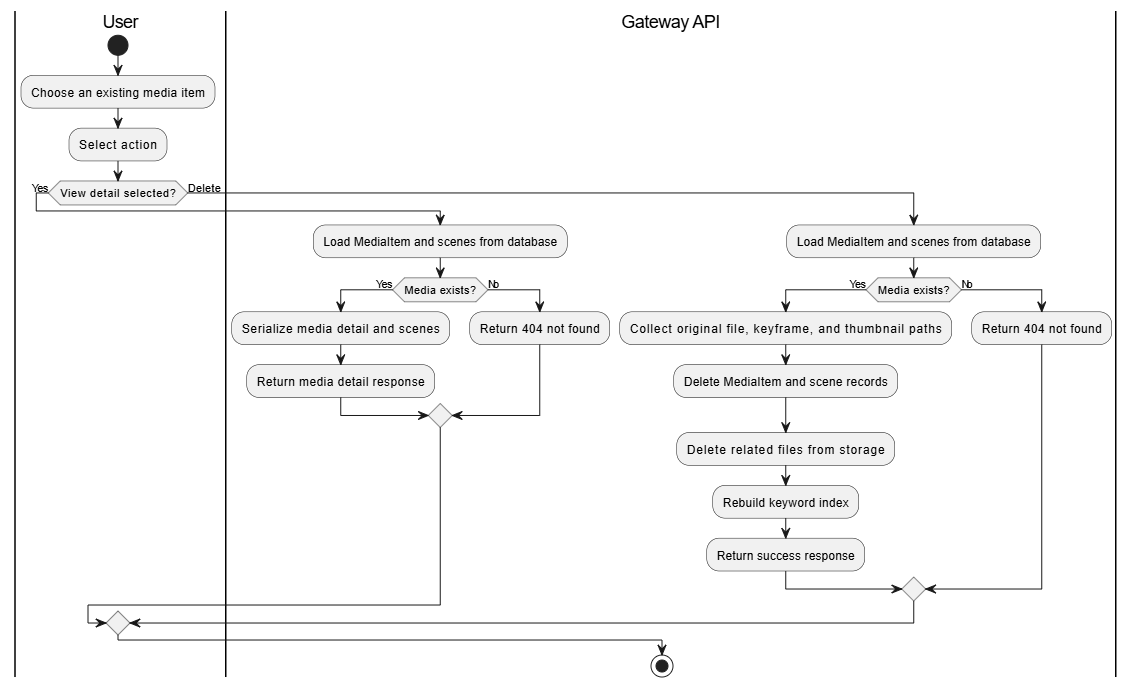 User
Gateway API
Choose an existing media item
Select action
Yes
View detail selected?
Delete
Load MediaItem and scenes from database
Load MediaItem and scenes from database
Yes
Media exists?
No
Yes
Media exists?
No
Serialize media detail and scenes
Return 404 not found
Collect original file, keyframe, and thumbnail paths
Return 404 not found
Return media detail response
Delete MediaItem and scene records
Delete related files from storage
Rebuild keyword index
Return success response